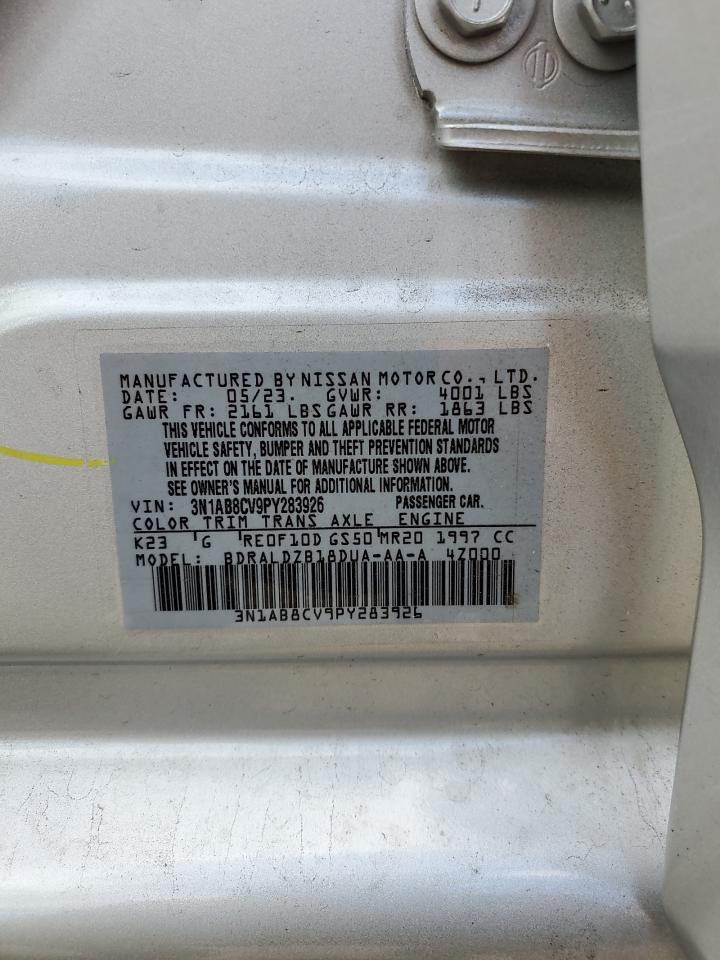 MANUFACTURED BY NISSAN MOTOR CO., LTD.
DATE: 05/23. GVWR: 4001 LBS
GAWR FR: 2161 LBS GAWR RR: 1863 LBS
THIS VEHICLE CONFORMS TO ALL APPLICABLE FEDERAL MOTOR
VEHICLE SAFETY, BUMPER AND THEFT PREVENTION STANDARDS
IN EFFECT ON THE DATE OF MANUFACTURE SHOWN ABOVE.
SEE OWNER'S MANUAL FOR ADDITIONAL INFORMATION.
VIN: 3N1AB8CV9PY283926 PASSENGER CAR.
COLOR TRIM TRANS AXLE ENGINE
K23 'G 'RE0F10D GS50 MR20 1997 CC
MODEL: BDRALDZB18DUA-AA-A 4Z000
3N1AB8CV9PY283926